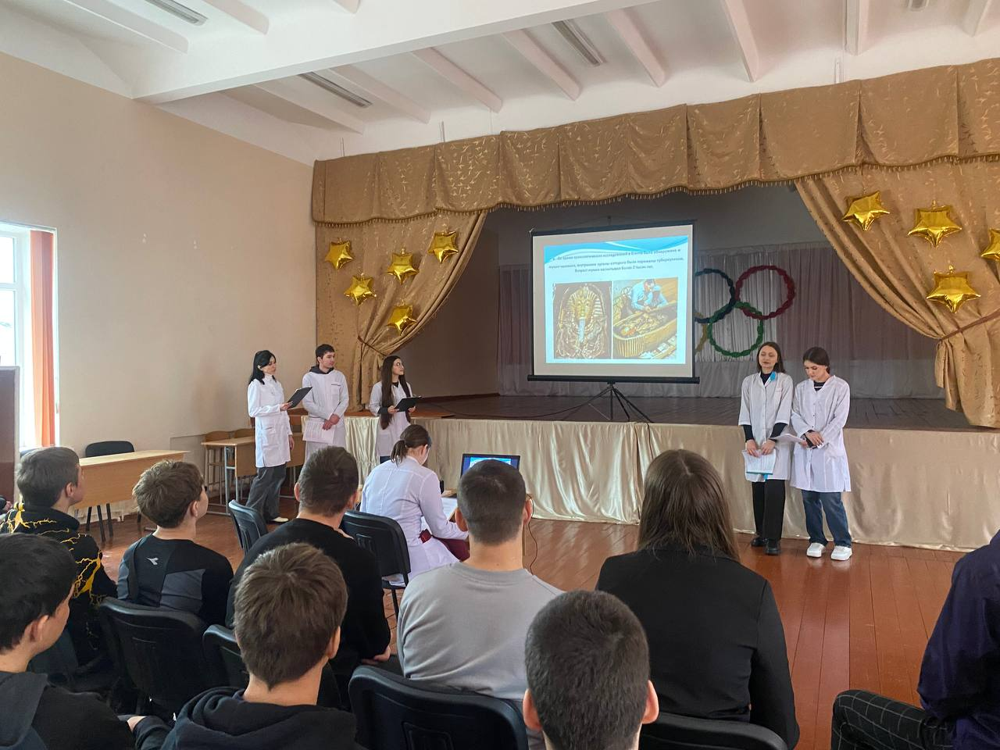 Во время археологических исследований в Египте была обнаружена и
мумия человека, внутренние органы которого были поражены туберкулезом.
Возраст мумии насчитывал более 2 тысяч лет.